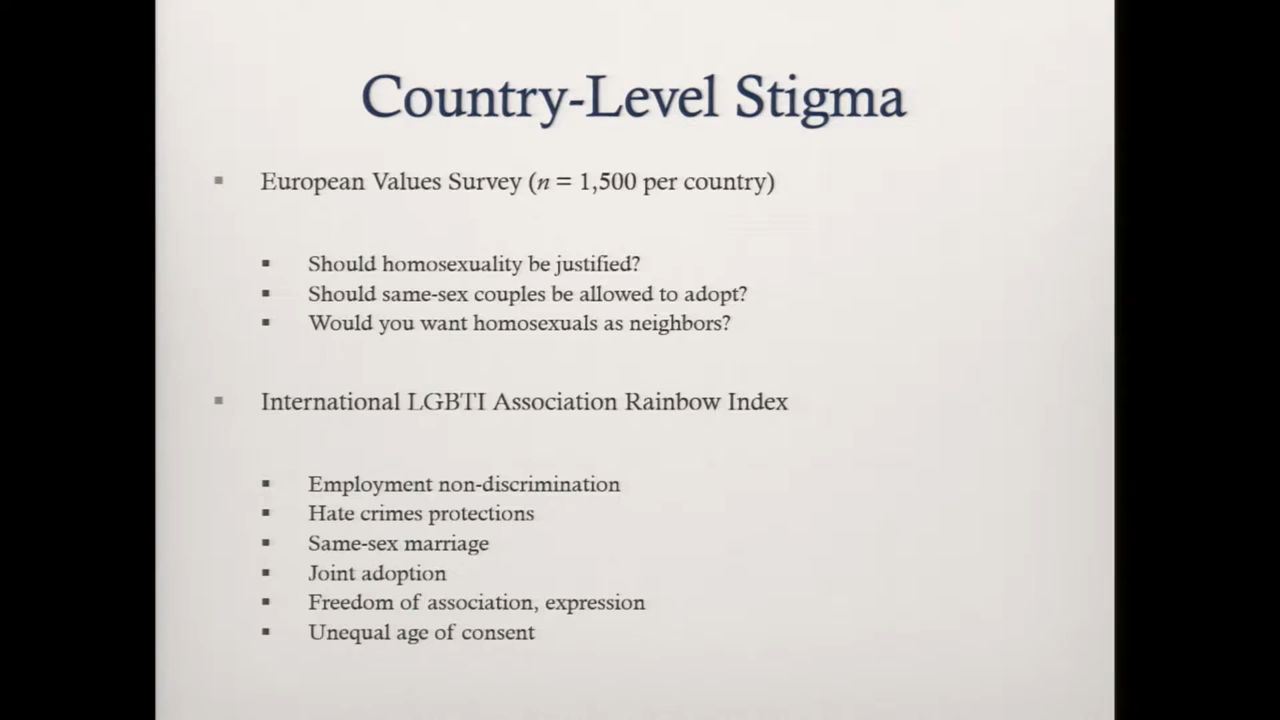 Country-Level Stigma
▪ European Values Survey (n = 1,500 per country)
▪ Should homosexuality be justified?
▪ Should same-sex couples be allowed to adopt?
▪ Would you want homosexuals as neighbors?
▪ International LGBTI Association Rainbow Index
▪ Employment non-discrimination
▪ Hate crimes protections
▪ Same-sex marriage
▪ Joint adoption
▪ Freedom of association, expression
▪ Unequal age of consent